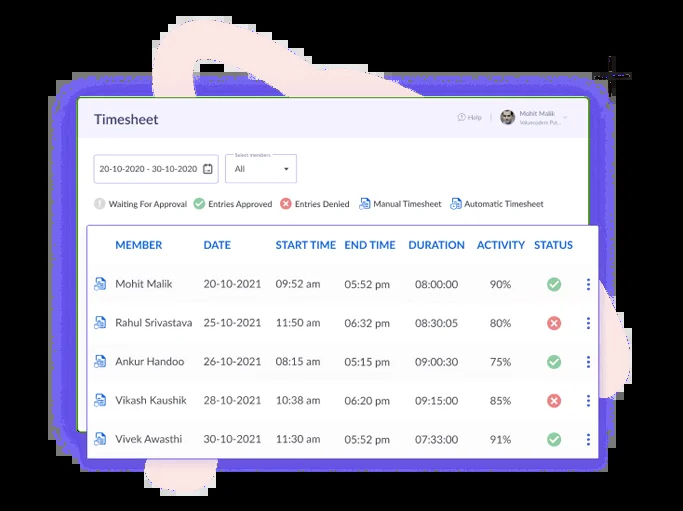 Timesheet
Help
Mohit Malik
20-10-2020 - 30-10-2020
Select members
All
Waiting For Approval Entries Approved Entries Denied Manual Timesheet Automatic Timesheet
MEMBER DATE START TIME END TIME DURATION ACTIVITY STATUS
Mohit Malik 20-10-2021 09:52 am 05:52 pm 08:00:00 90%
Rahul Srivastava 25-10-2021 11:50 am 06:32 pm 08:30:05 80%
Ankur Handoo 26-10-2021 08:15 am 05:15 pm 09:00:30 75%
Vikash Kaushik 28-10-2021 10:38 am 06:20 pm 09:15:00 85%
Vivek Awasthi 30-10-2021 11:30 am 05:52 pm 07:33:00 91%